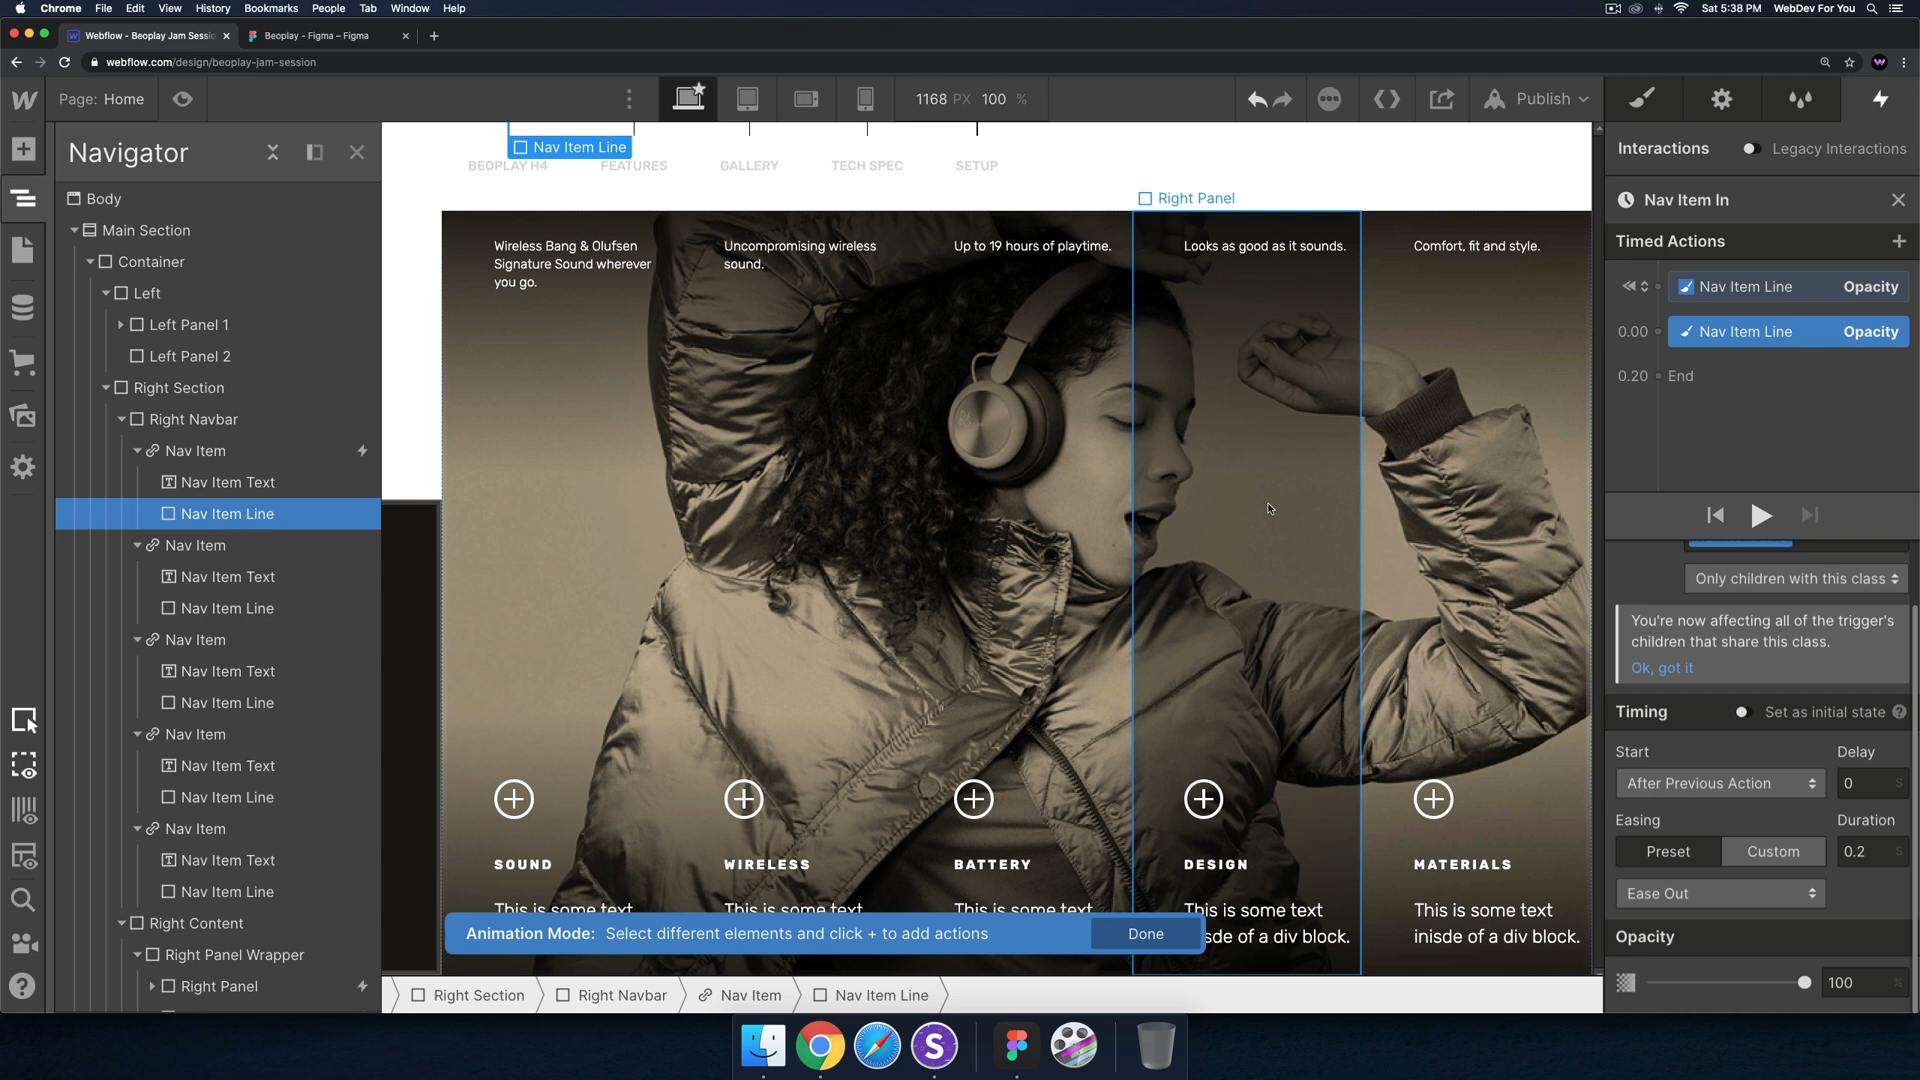 Chrome File Edit View History Bookmarks People Tab Window Help
Sat 5:38 PM WebDev For You
Webflow - Beoplay Jam Sessio
Beoplay - Figma – Figma
webflow.com/design/beoplay-jam-session
Page: Home
1168 PX 100 %
Publish
Navigator
Body
Main Section
Container
Left
Left Panel 1
Left Panel 2
Right Section
Right Navbar
Nav Item
Nav Item Text
Nav Item Line
Nav Item
Nav Item Text
Nav Item Line
Nav Item
Nav Item Text
Nav Item Line
Nav Item
Nav Item Text
Nav Item Line
Nav Item
Nav Item Text
Nav Item Line
Right Content
Right Panel Wrapper
Right Panel
Nav Item Line
BEOPLAY H4 FEATURES GALLERY TECH SPEC SETUP
Right Panel
Wireless Bang & Olufsen
Signature Sound wherever
you go.
Uncompromising wireless
sound.
Up to 19 hours of playtime.
Looks as good as it sounds.
Comfort, fit and style.
SOUND
WIRELESS
BATTERY
DESIGN
MATERIALS
This is some text
This is some text
This is some text
This is some text
sde of a div block.
This is some text
inisde of a div block.
Animation Mode: Select different elements and click + to add actions
Done
Right Section Right Navbar Nav Item Nav Item Line
Interactions
Legacy Interactions
Nav Item In
Timed Actions
Nav Item Line Opacity
0.00 Nav Item Line Opacity
0.20 End
Only children with this class
You're now affecting all of the trigger's
children that share this class.
Ok, got it
Timing
Set as initial state
Start
Delay
After Previous Action
0 S
Easing
Duration
Preset
Custom
0.2 S
Ease Out
Opacity
100 %